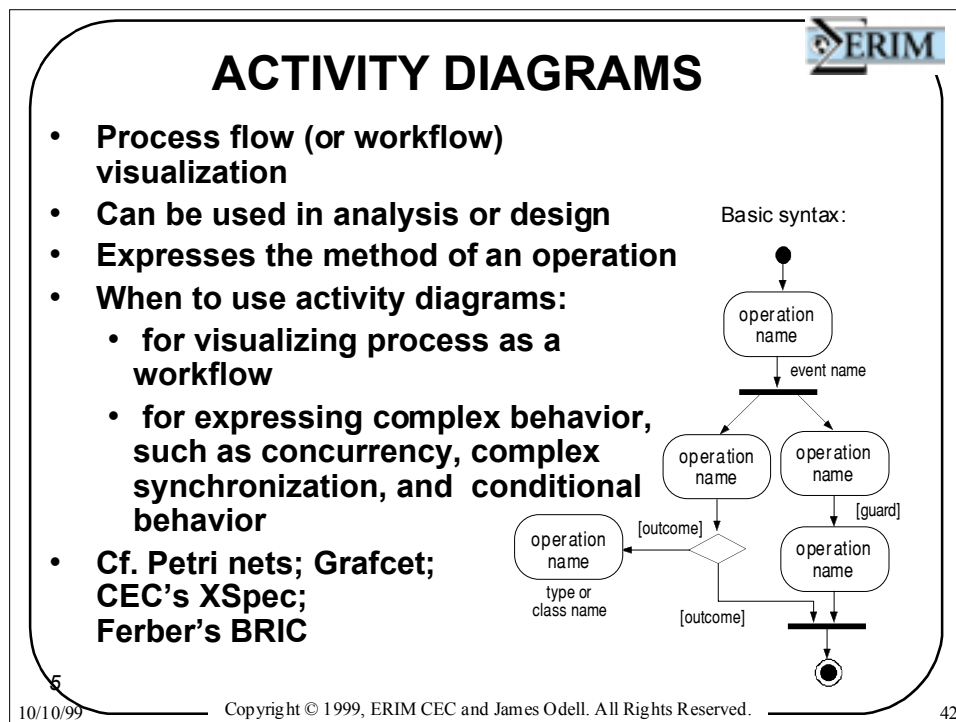 ERIM
ACTIVITY DIAGRAMS
• Process flow (or workflow)
visualization
• Can be used in analysis or design
• Expresses the method of an operation
• When to use activity diagrams:
• for visualizing process as a
workflow
• for expressing complex behavior,
such as concurrency, complex
synchronization, and conditional
behavior
• Cf. Petri nets; Grafcet;
CEC’s XSpec;
Ferber’s BRIC
Basic syntax:
operation
name
event name
operation
name
operation
name
[guard]
[outcome]
operation
name
type or
class name
operation
name
[outcome]
5
10/10/99
Copyright © 1999, ERIM CEC and James Odell. All Rights Reserved.
42